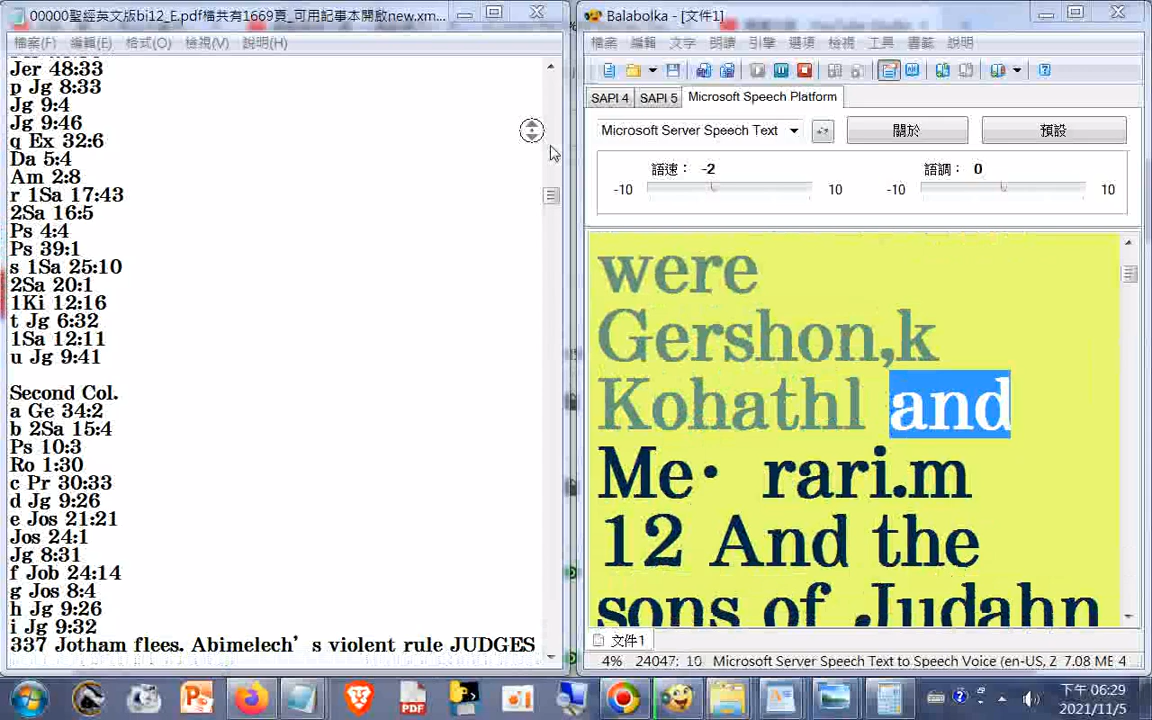 00000聖經英文版bi12_E.pdf檔共有1669頁_可用記事本開啟new.xm...
檔案(F) 編輯(E) 格式(O) 檢視(V) 說明(H)
Jer 48:33
p Jg 8:33
Jg 9:4
Jg 9:46
q Ex 32:6
Da 5:4
Am 2:8
r 1Sa 17:43
2Sa 16:5
Ps 4:4
Ps 39:1
s 1Sa 25:10
2Sa 20:1
1Ki 12:16
t Jg 6:32
1Sa 12:11
u Jg 9:41
Second Col.
a Ge 34:2
b 2Sa 15:4
Ps 10:3
Ro 1:30
c Pr 30:33
d Jg 9:26
e Jos 21:21
Jos 24:1
Jg 8:31
f Job 24:14
g Jos 8:4
h Jg 9:26
i Jg 9:32
337 Jotham flees. Abimelech’s violent rule JUDGES
Balabolka - [文件1]
檔案 編輯 文字 朗讀 引擎 選項 檢視 工具 書籤 說明
SAPI 4 SAPI 5 Microsoft Speech Platform
Microsoft Server Speech Text 關於 預設
語速： -2 語調： 0
-10 10 -10 10
were
Gershon,k
Kohathl and
Me· rari.m
12 And the
sons of Judahn
文件1
4% 24047: 10 Microsoft Server Speech Text to Speech Voice (en-US, Z 7.08 ME 4
下午 06:29
2021/11/5